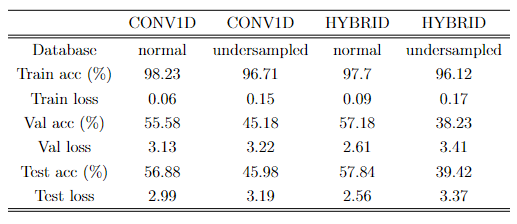 CONV1D CONV1D HYBRID HYBRID
Database normal undersampled normal undersampled
Train acc (%) 98.23 96.71 97.7 96.12
Train loss 0.06 0.15 0.09 0.17
Val acc (%) 55.58 45.18 57.18 38.23
Val loss 3.13 3.22 2.61 3.41
Test acc (%) 56.88 45.98 57.84 39.42
Test loss 2.99 3.19 2.56 3.37